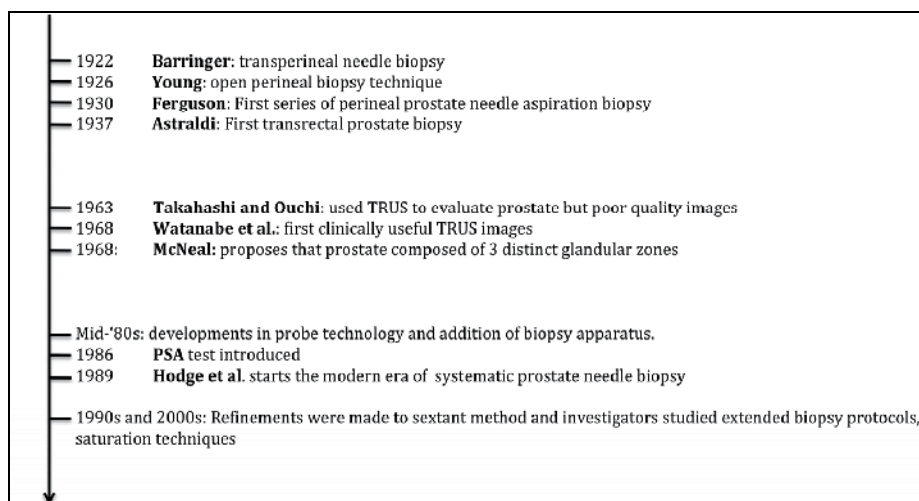 1922 Barringer: transperineal needle biopsy
1926 Young: open perineal biopsy technique
1930 Ferguson: First series of perineal prostate needle aspiration biopsy
1937 Astraldi: First transrectal prostate biopsy
1963 Takahashi and Ouchi: used TRUS to evaluate prostate but poor quality images
1968 Watanabe et al.: first clinically useful TRUS images
1968: McNeal: proposes that prostate composed of 3 distinct glandular zones
Mid-'80s: developments in probe technology and addition of biopsy apparatus.
1986 PSA test introduced
1989 Hodge et al. starts the modern era of systematic prostate needle biopsy
1990s and 2000s: Refinements were made to sextant method and investigators studied extended biopsy protocols,
saturation techniques